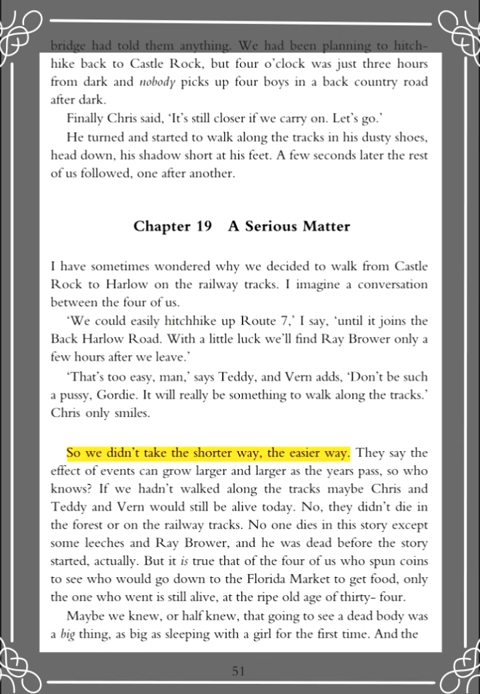 bridge had told them anything. We had been planning to hitch-
hike back to Castle Rock, but four o'clock was just three hours
from dark and nobody picks up four boys in a back country road
after dark.
Finally Chris said, 'It's still closer if we carry on. Let's go.'
He turned and started to walk along the tracks in his dusty shoes,
head down, his shadow short at his feet. A few seconds later the rest
of us followed, one after another.
Chapter 19 A Serious Matter
I have sometimes wondered why we decided to walk from Castle
Rock to Harlow on the railway tracks. I imagine a conversation
between the four of us.
'We could easily hitchhike up Route 7,' I say, 'until it joins the
Back Harlow Road. With a little luck we'll find Ray Brower only a
few hours after we leave.'
'That's too easy, man,' says Teddy, and Vern adds, 'Don't be such
a pussy, Gordie. It will really be something to walk along the tracks.'
Chris only smiles.
So we didn't take the shorter way, the easier way. They say the
effect of events can grow larger and larger as the years pass, so who
knows? If we hadn't walked along the tracks maybe Chris and
Teddy and Vern would still be alive today. No, they didn't die in
the forest or on the railway tracks. No one dies in this story except
some leeches and Ray Brower, and he was dead before the story
started, actually. But it is true that of the four of us who spun coins
to see who would go down to the Florida Market to get food, only
the one who went is still alive, at the ripe old age of thirty- four.
Maybe we knew, or half knew, that going to see a dead body was
a big thing, as big as sleeping with a girl for the first time. And the
51